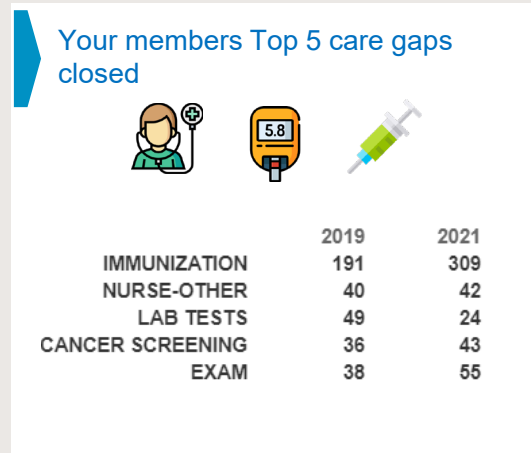 Your members Top 5 care gaps
closed
5.8
2019 2021
IMMUNIZATION 191 309
NURSE-OTHER 40 42
LAB TESTS 49 24
CANCER SCREENING 36 43
EXAM 38 55